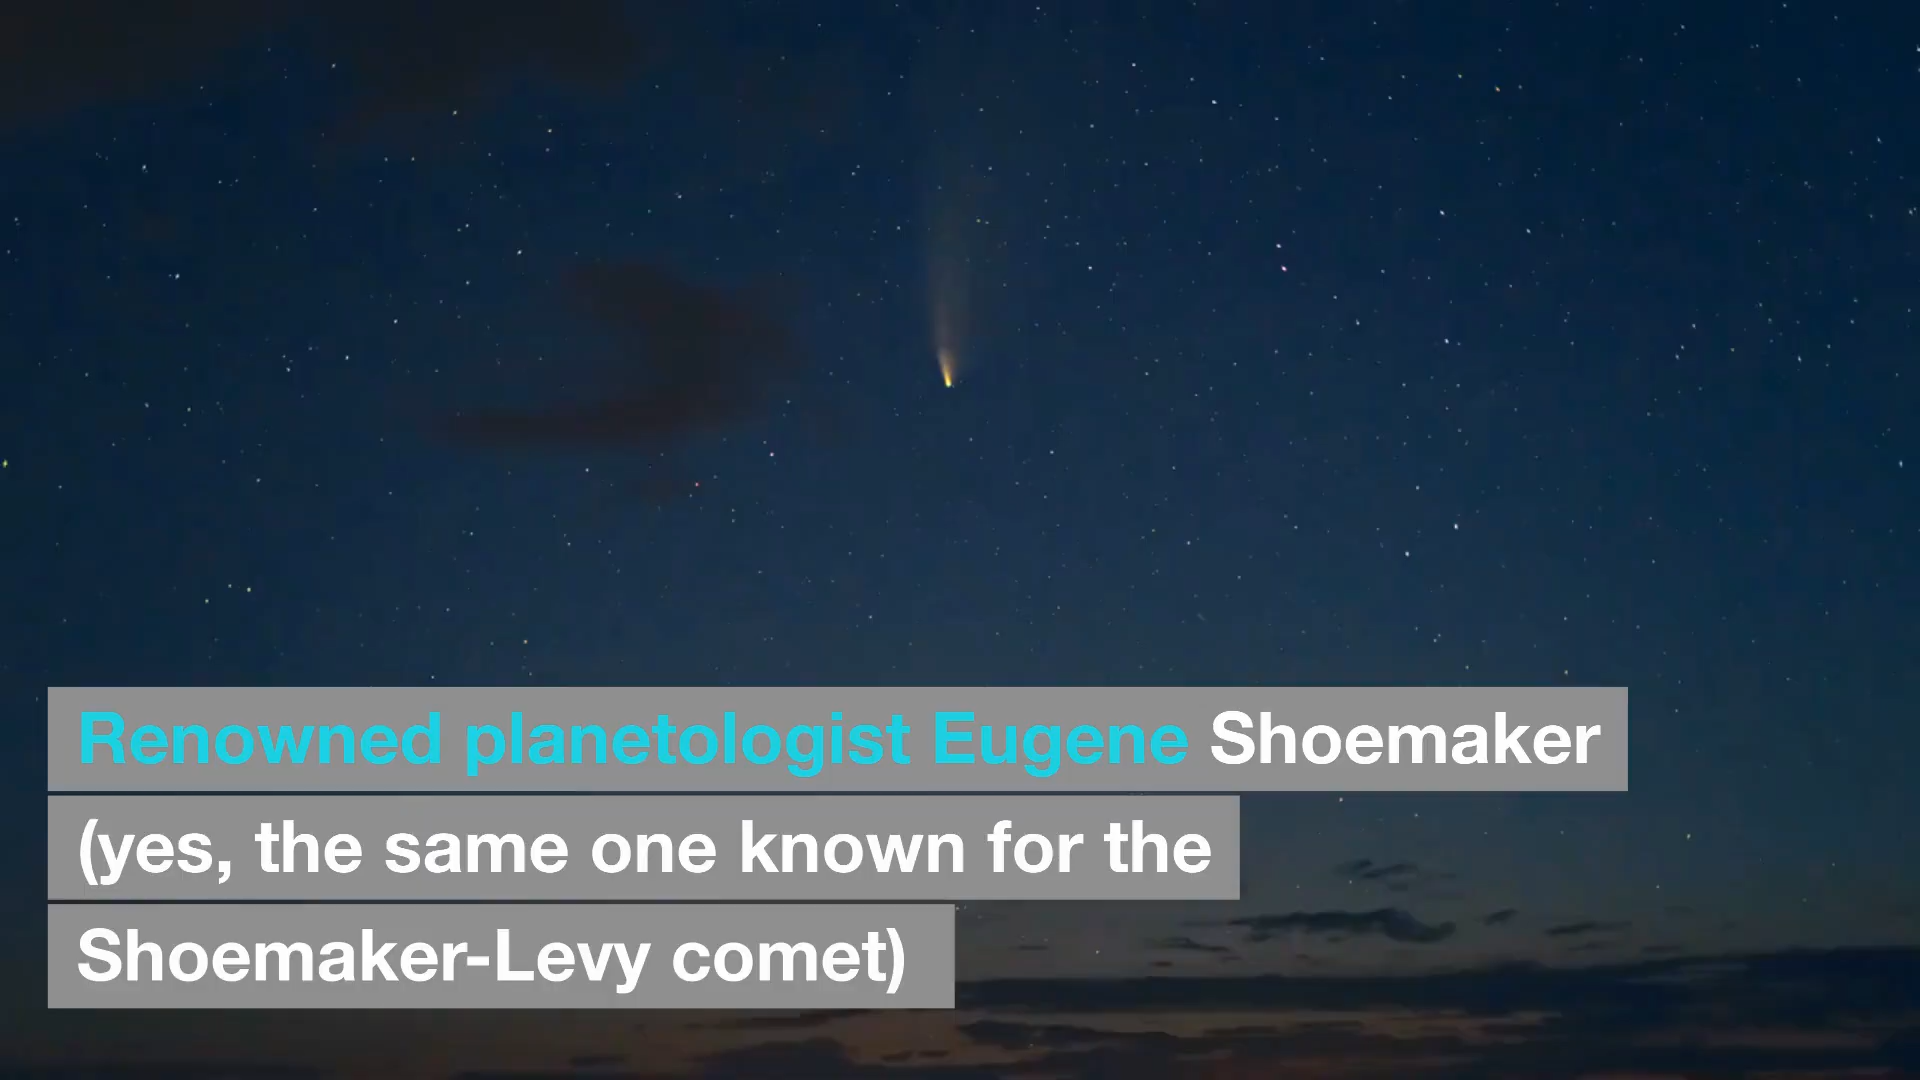 Renowned planetologist Eugene Shoemaker
(yes, the same one known for the
Shoemaker-Levy comet)